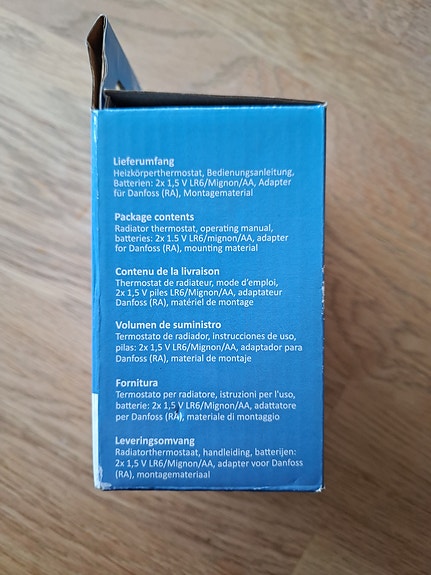 Lieferumfang
Heizkörperthermostat, Bedienungsanleitung,
Batterien: 2x 1,5 V LR6/Mignon/AA, Adapter
für Danfoss (RA), Montagematerial
Package contents
Radiator thermostat, operating manual,
batteries: 2x 1.5 V LR6/Mignon/AA, adapter
for Danfoss (RA), mounting material
Contenu de la livraison
Thermostat de radiateur, mode d'emploi,
2x 1,5 V piles LR6/Mignon/AA, adaptateur
Danfoss (RA), matériel de montage
Volumen de suministro
Termostato de radiador, instrucciones de uso,
pilas: 2x 1,5 V LR6/Mignon/AA, adaptador para
Danfoss (RA), material de montaje
Fornitura
Termostato per radiatore, istruzioni per l'uso,
batterie: 2x 1,5 V LR6/Mignon/AA, adattatore
per Danfoss (RA), materiale di montaggio
Leveringsomvang
Radiatorthermostaat, handleiding, batterijen:
2x 1,5 V LR6/Mignon/AA, adapter voor Danfoss
(RA), montagemateriaal